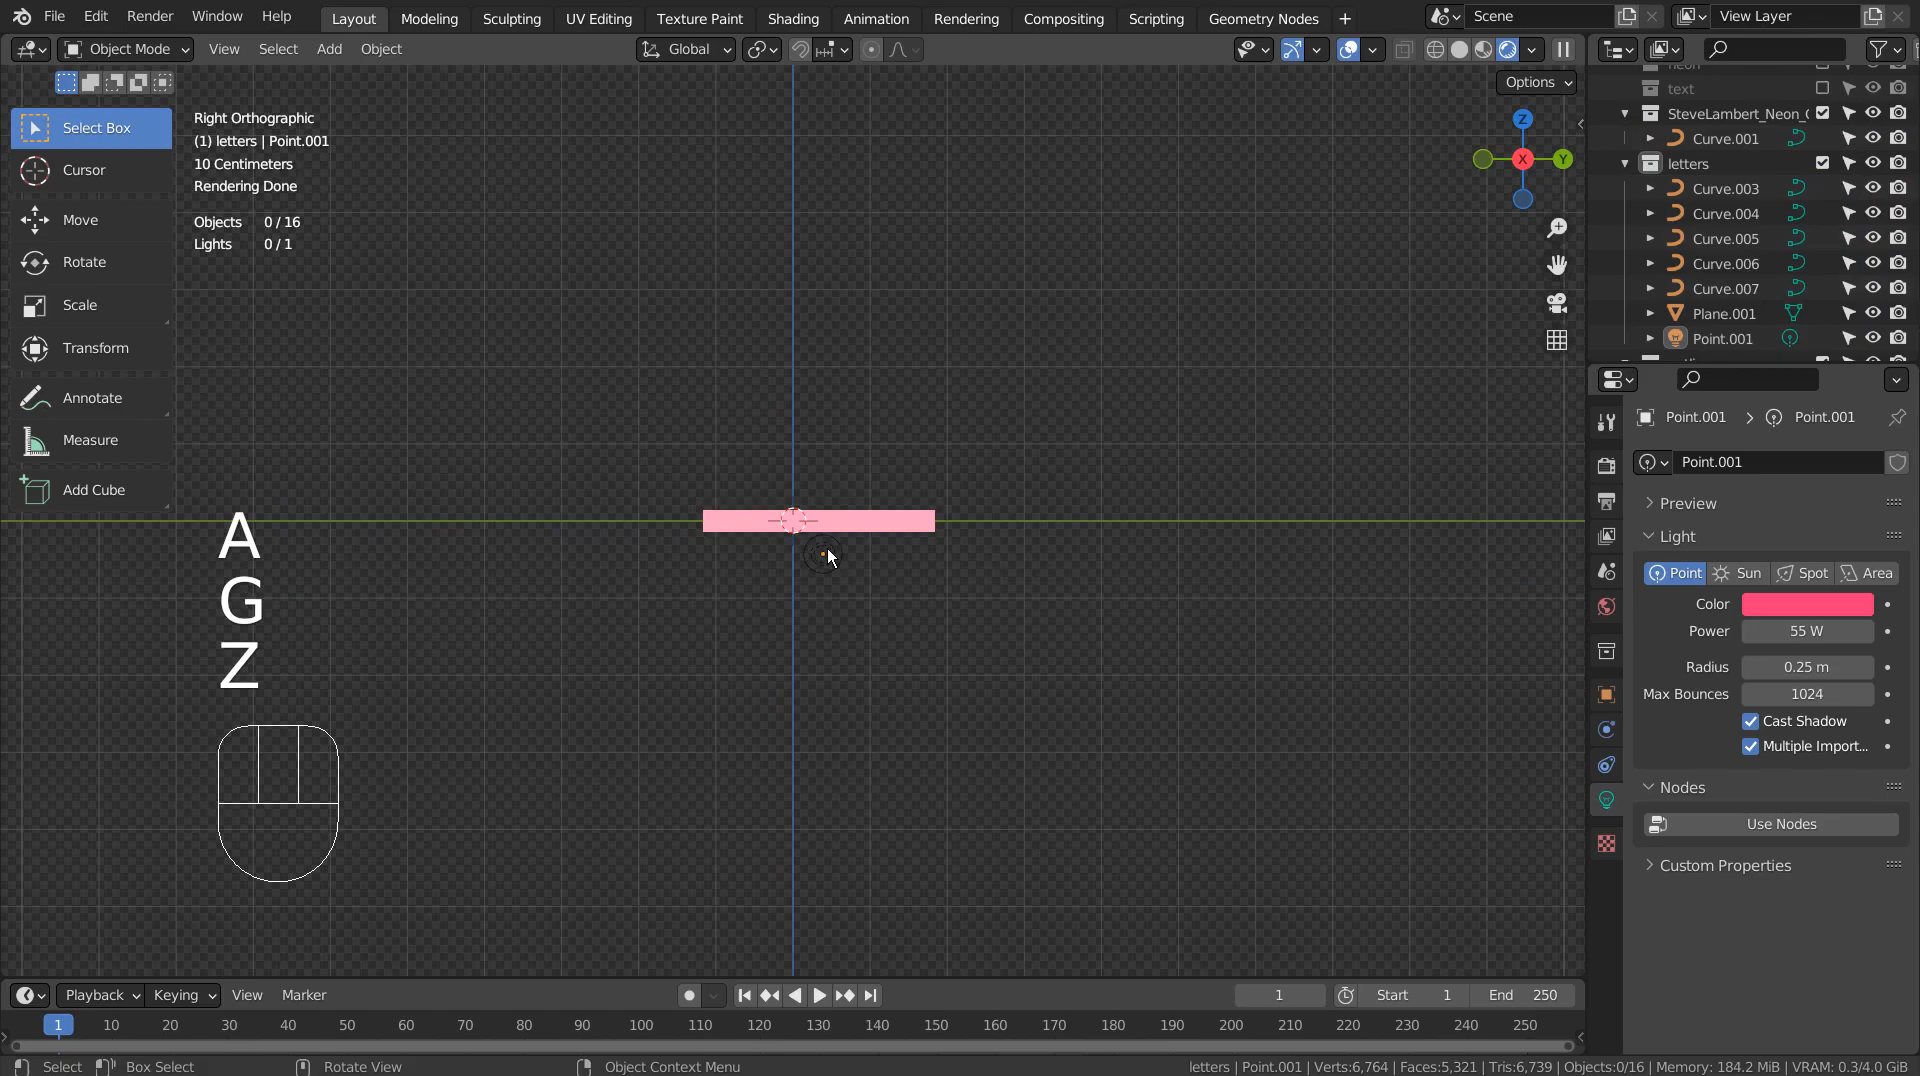 File Edit Render Window Help Layout Modeling Sculpting UV Editing Texture Paint Shading Animation Rendering Compositing Scripting Geometry Nodes + Scene View Layer
Object Mode View Select Add Object Global
Options
Select Box
Cursor
Move
Rotate
Scale
Transform
Annotate
Measure
Add Cube
Right Orthographic
(1) letters | Point.001
10 Centimeters
Rendering Done
Objects 0 / 16
Lights 0 / 1
Z
X Y
A
G
Z
text
SteveLambert_Neon_
Curve.001
letters
Curve.003
Curve.004
Curve.005
Curve.006
Curve.007
Plane.001
Point.001
Point.001 > Point.001
Point.001
Preview
Light
Point Sun Spot Area
Color
Power 55 W
Radius 0.25 m
Max Bounces 1024
Cast Shadow
Multiple Import...
Nodes
Use Nodes
Custom Properties
Playback Keying View Marker 1 Start 1 End 250
1 10 20 30 40 50 60 70 80 90 100 110 120 130 140 150 160 170 180 190 200 210 220 230 240 250
Select Box Select Rotate View Object Context Menu letters | Point.001 | Verts:6,764 | Faces:5,321 | Tris:6,739 | Objects:0/16 | Memory: 184.2 MiB | VRAM: 0.3/4.0 GiB